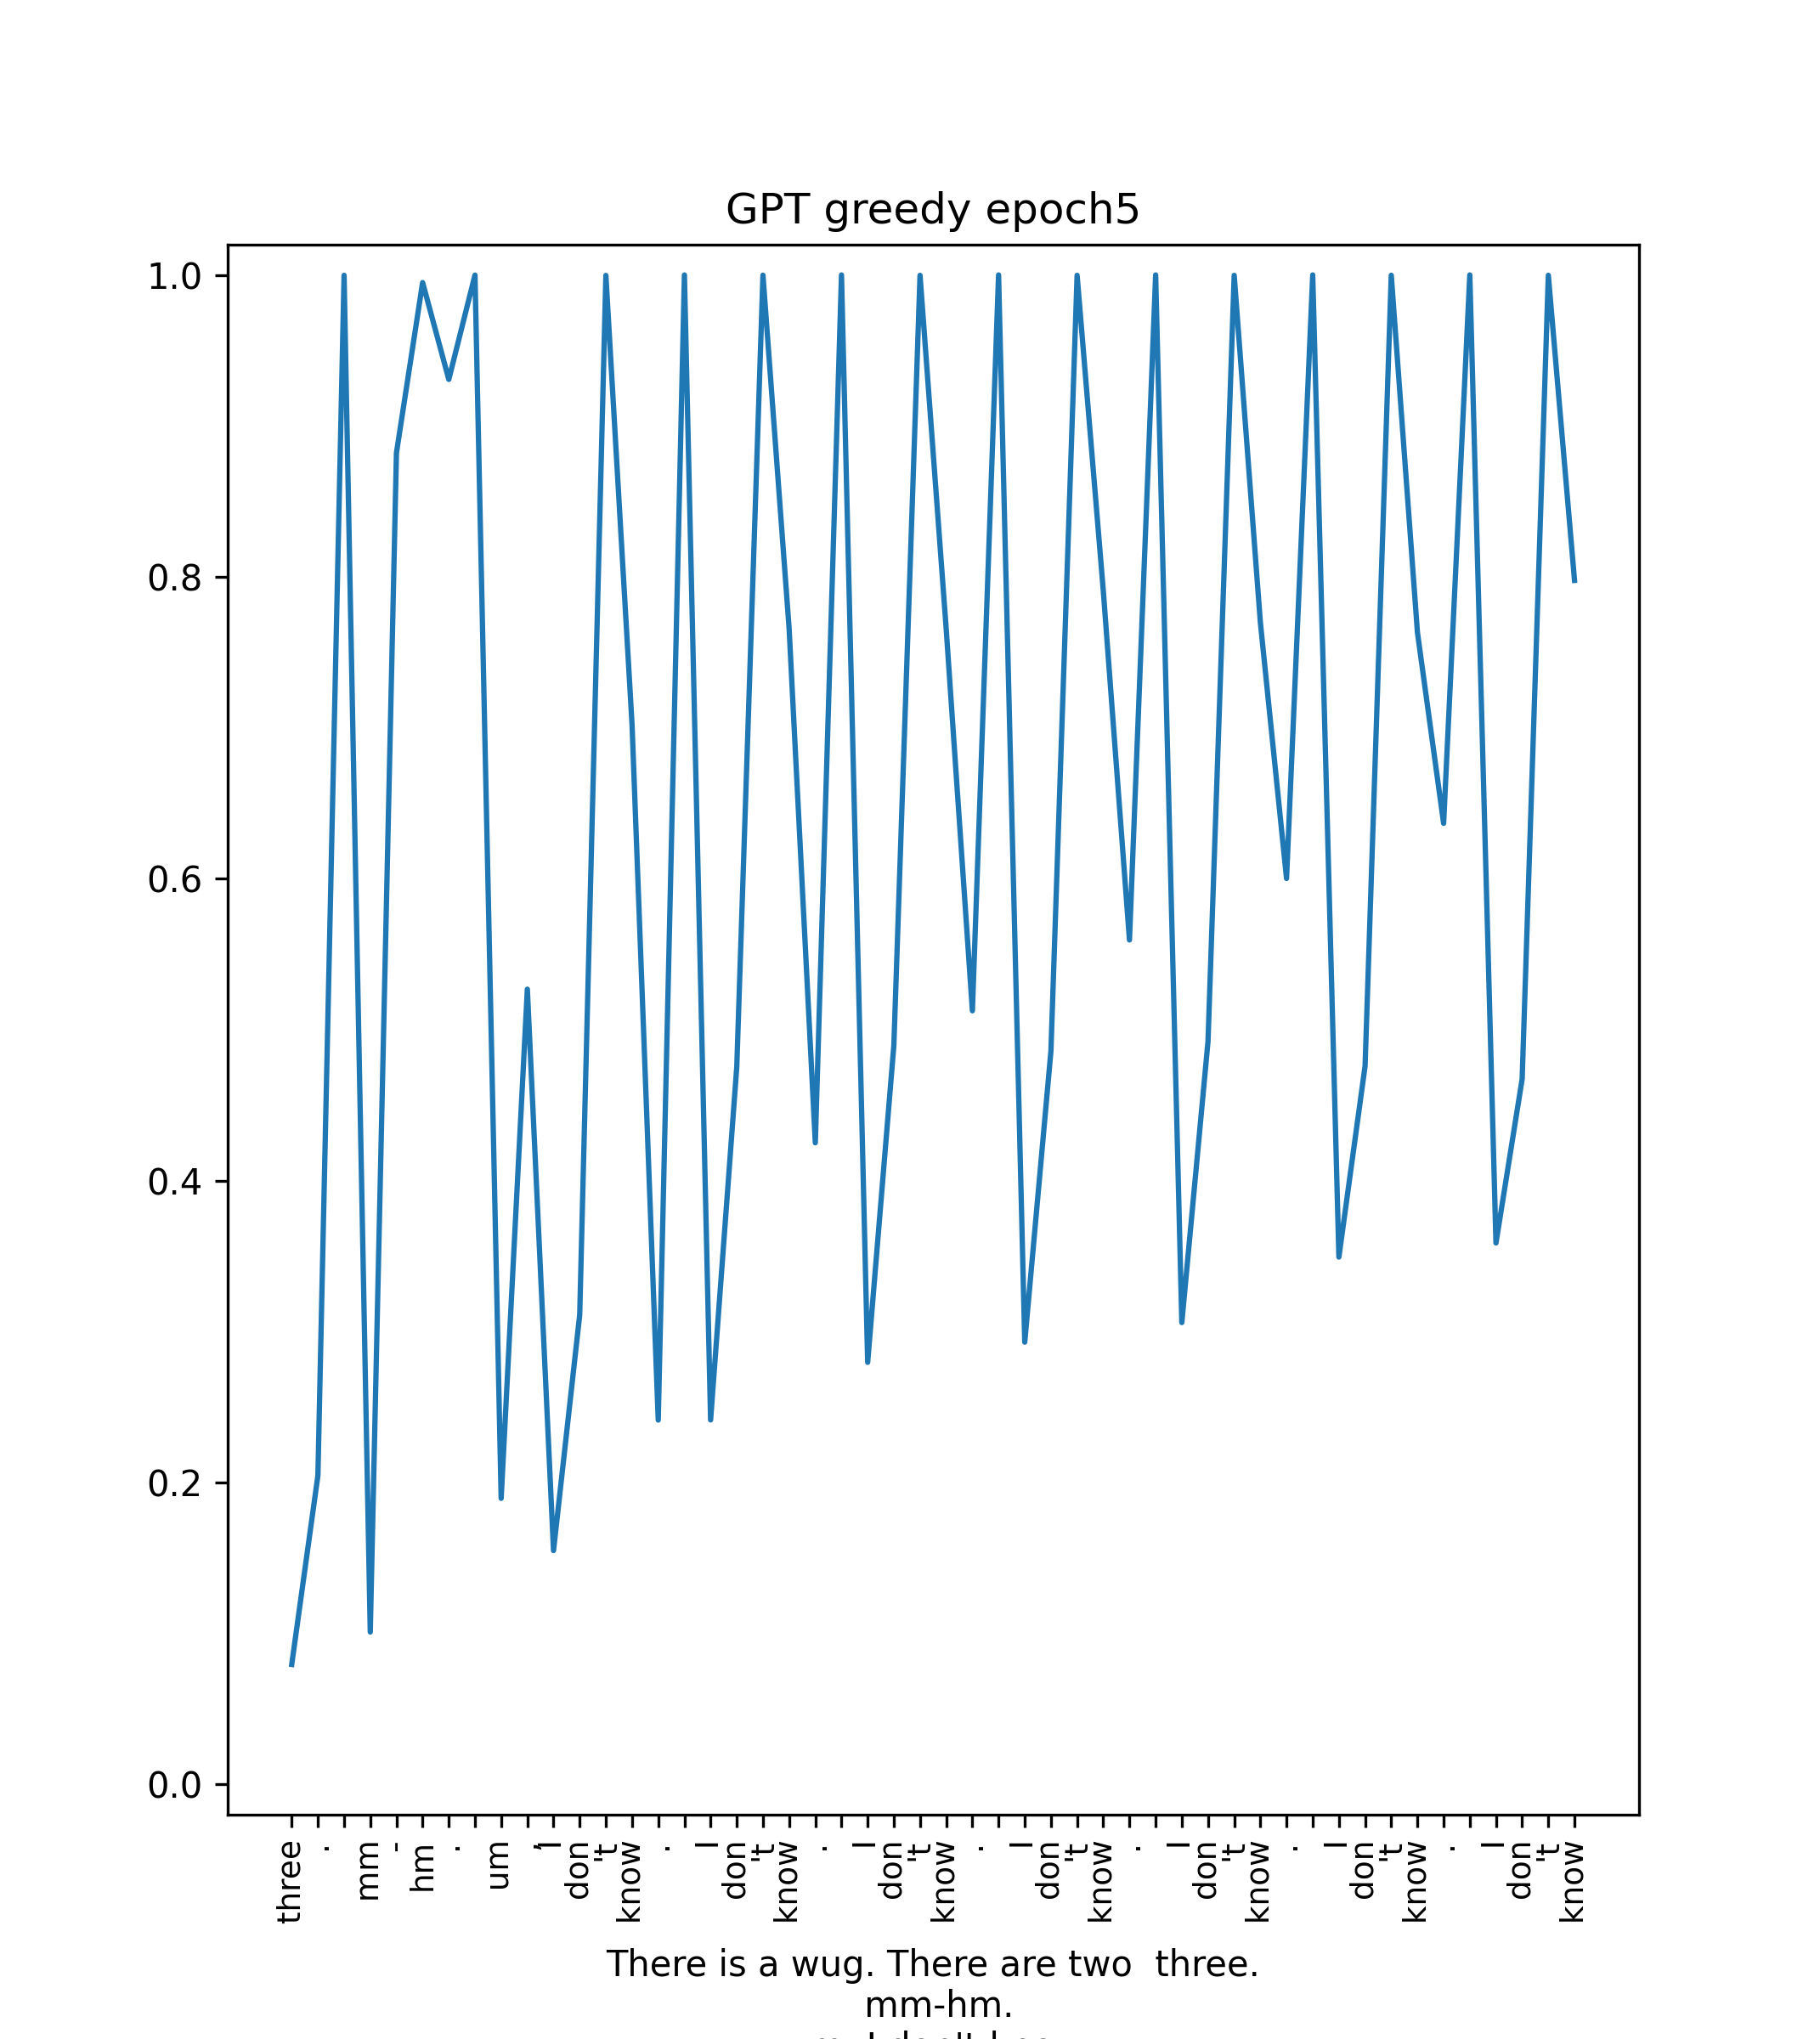 GPT greedy epoch5
1.0
0.8
0.6
0.4
0.2
0.0
three . mm - hm . um , I don 't know . I don 't know . I don 't know . I don 't know . I don 't know . I don 't know . I don 't know
There is a wug. There are two  three.
mm-hm.